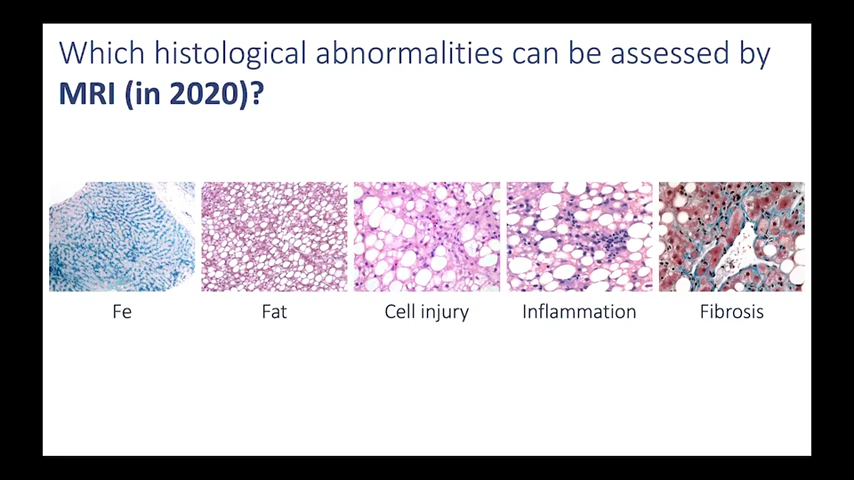 Which histological abnormalities can be assessed by
MRI (in 2020)?
Fe
Fat
Cell injury
Inflammation
Fibrosis